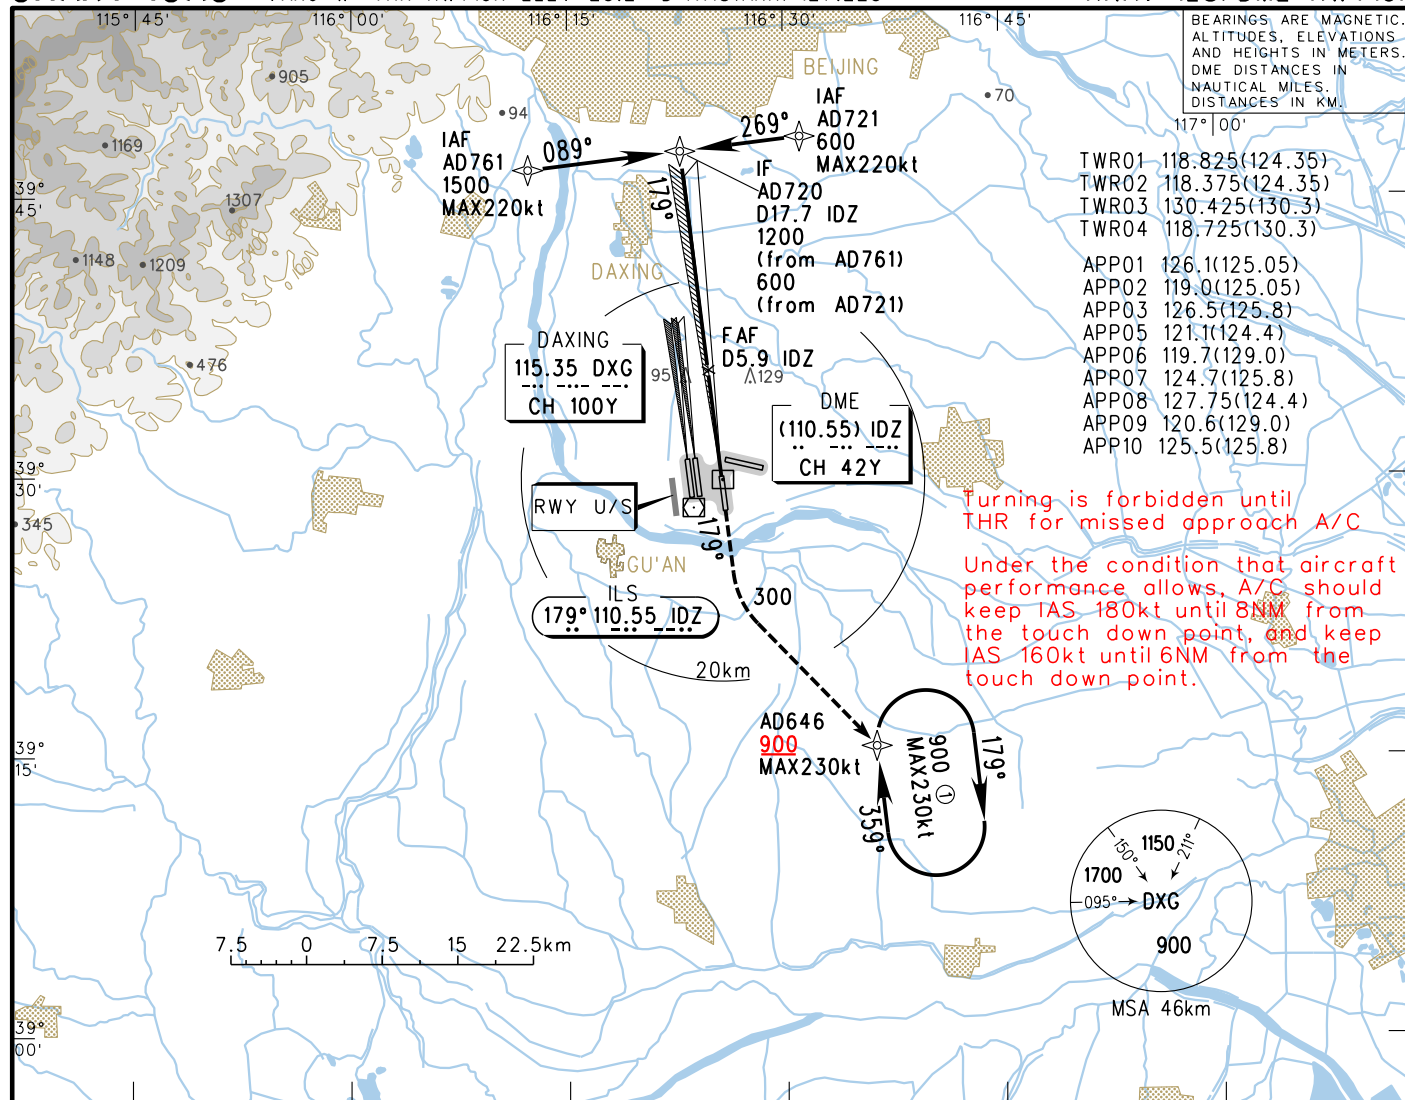 115° 45'
116° 00'
116° 15'
116° 30'
116° 45'
BEARINGS ARE MAGNETIC.
ALTITUDES, ELEVATIONS
AND HEIGHTS IN METERS.
DME DISTANCES IN
NAUTICAL MILES.
DISTANCES IN KM.
117° 00'
905
94
70
1169
1307
1148
1209
476
345
BEIJING
IAF
AD761
1500
MAX220kt
089°
269°
IAF
AD721
600
MAX220kt
179°
IF
AD720
D17.7 IDZ
1200
(from AD761)
600
(from AD721)
DAXING
TWR01 118.825(124.35)
TWR02 118.375(124.35)
TWR03 130.425(130.3)
TWR04 118.725(130.3)
APP01 126.1(125.05)
APP02 119.0(125.05)
APP03 126.5(125.8)
APP05 121.1(124.4)
APP06 119.7(129.0)
APP07 124.7(125.8)
APP08 127.75(124.4)
APP09 120.6(129.0)
APP10 125.5(125.8)
39°
45'
FAF
D5.9 IDZ
95
129
DAXING
115.35 DXG
CH 100Y
DME
(110.55) IDZ
CH 42Y
39°
30'
RWY U/S
179°
GU'AN
ILS
179° 110.55 IDZ
300
20km
Turning is forbidden until
THR for missed approach A/C
Under the condition that aircraft
performance allows, A/C should
keep IAS 180kt until 8NM from
the touch down point, and keep
IAS 160kt until 6NM from the
touch down point.
AD646
900
MAX230kt
900 ①
MAX230kt
179°
359°
39°
15'
1150
150°
211°
1700
095°
DXG
900
MSA 46km
7.5 0 7.5 15 22.5km
39°
00'